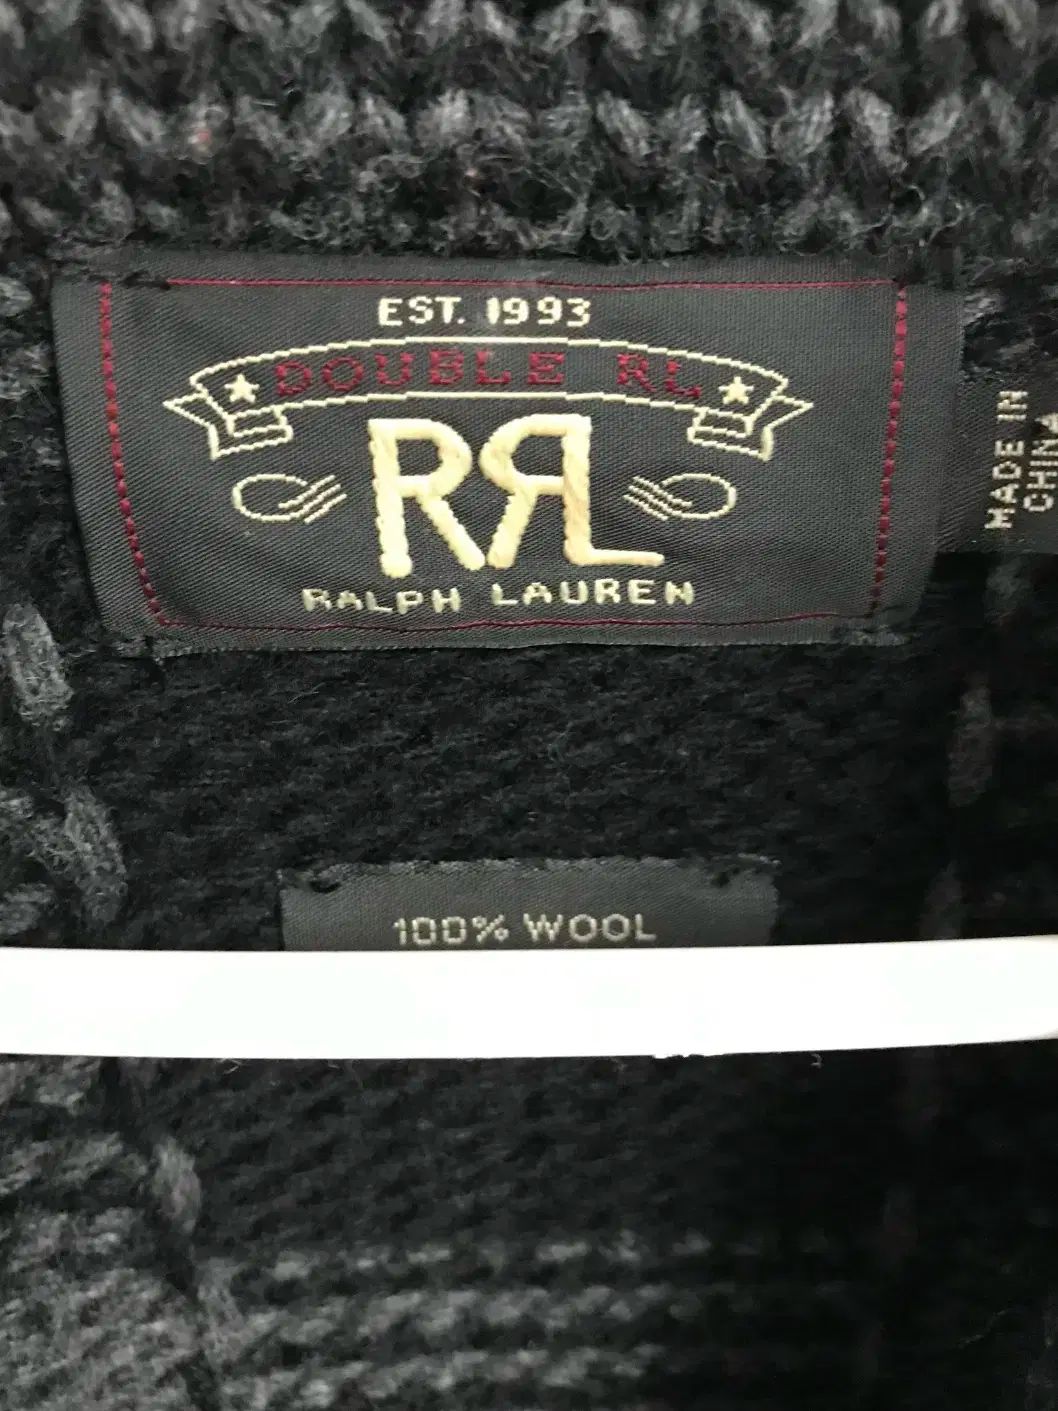 EST. 1993
DOUBLE RL
RRL
RALPH LAUREN
MADE IN
CHINA
100% WOOL